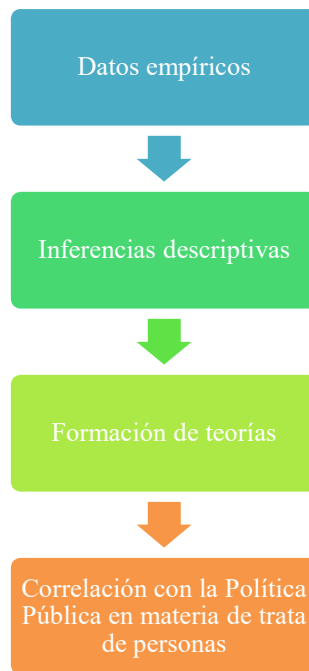 Datos empíricos
Inferencias descriptivas
Formación de teorías
Correlación con la Política
Pública en materia de trata
de personas